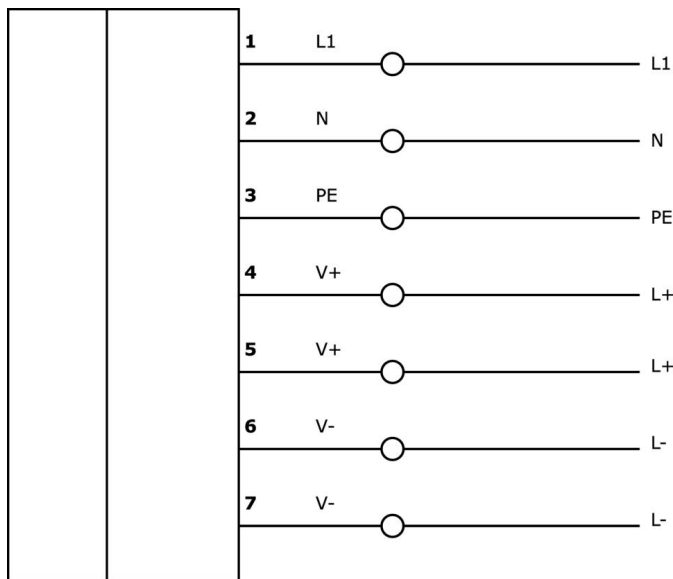 1 L1 L1
2 N N
3 PE PE
4 V+ L+
5 V+ L+
6 V- L-
7 V- L-